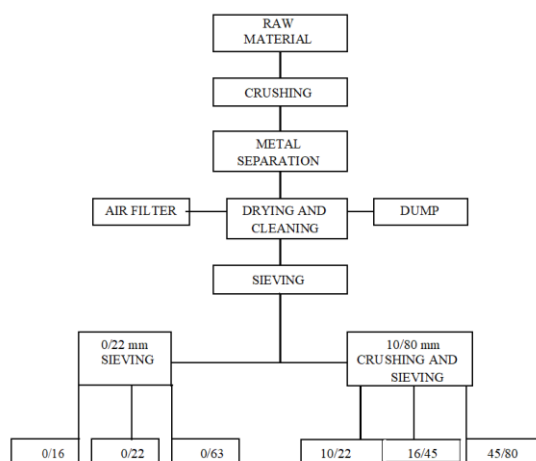 RAW
MATERIAL
CRUSHING
METAL
SEPARATION
AIR FILTER
DRYING AND
CLEANING
DUMP
SIEVING
0/22 mm
SIEVING
10/80 mm
CRUSHING AND
SIEVING
0/16
0/22
0/63
10/22
16/45
45/80